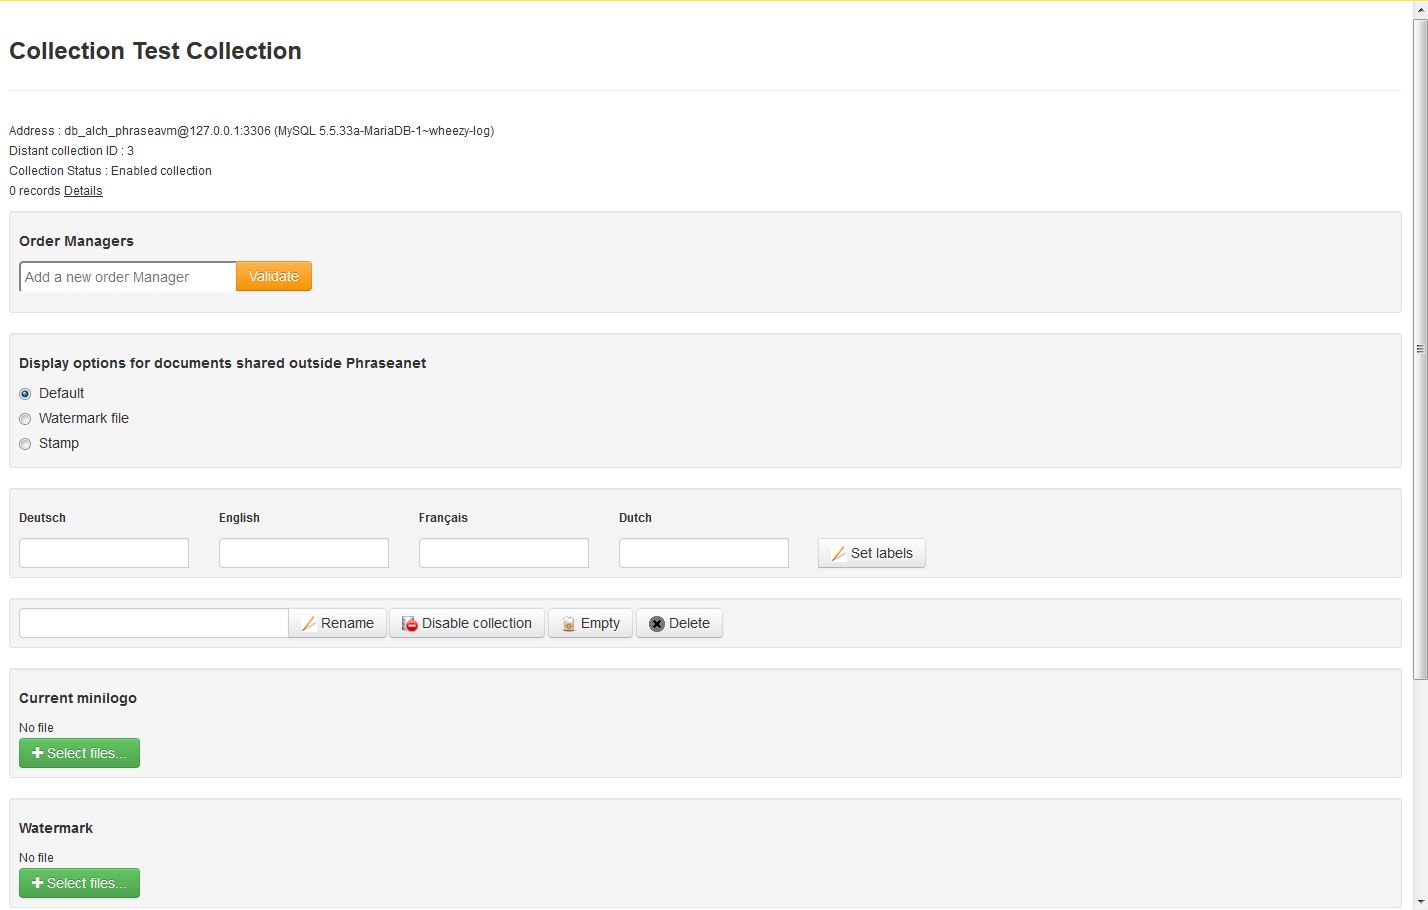 Collection Test Collection
Address : db_alch_phraseavm@127.0.0.1:3306 (MySQL 5.5.33a-MariaDB-1~wheezy-log)
Distant collection ID : 3
Collection Status : Enabled collection
0 records Details
Order Managers
Add a new order Manager Validate
Display options for documents shared outside Phraseanet
Default
Watermark file
Stamp
Deutsch English Français Dutch
Set labels
Rename Disable collection Empty Delete
Current minilogo
No file
Select files...
Watermark
No file
Select files...